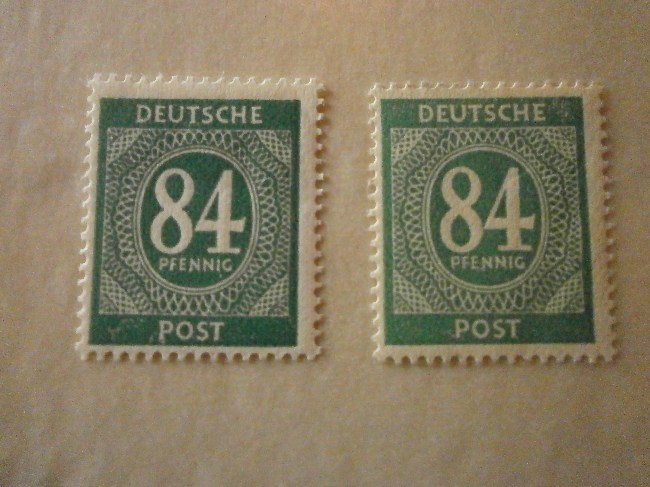 DEUTSCHE
84
PFENNIG
POST
DEUTSCHE
84
PFENNIG
POST